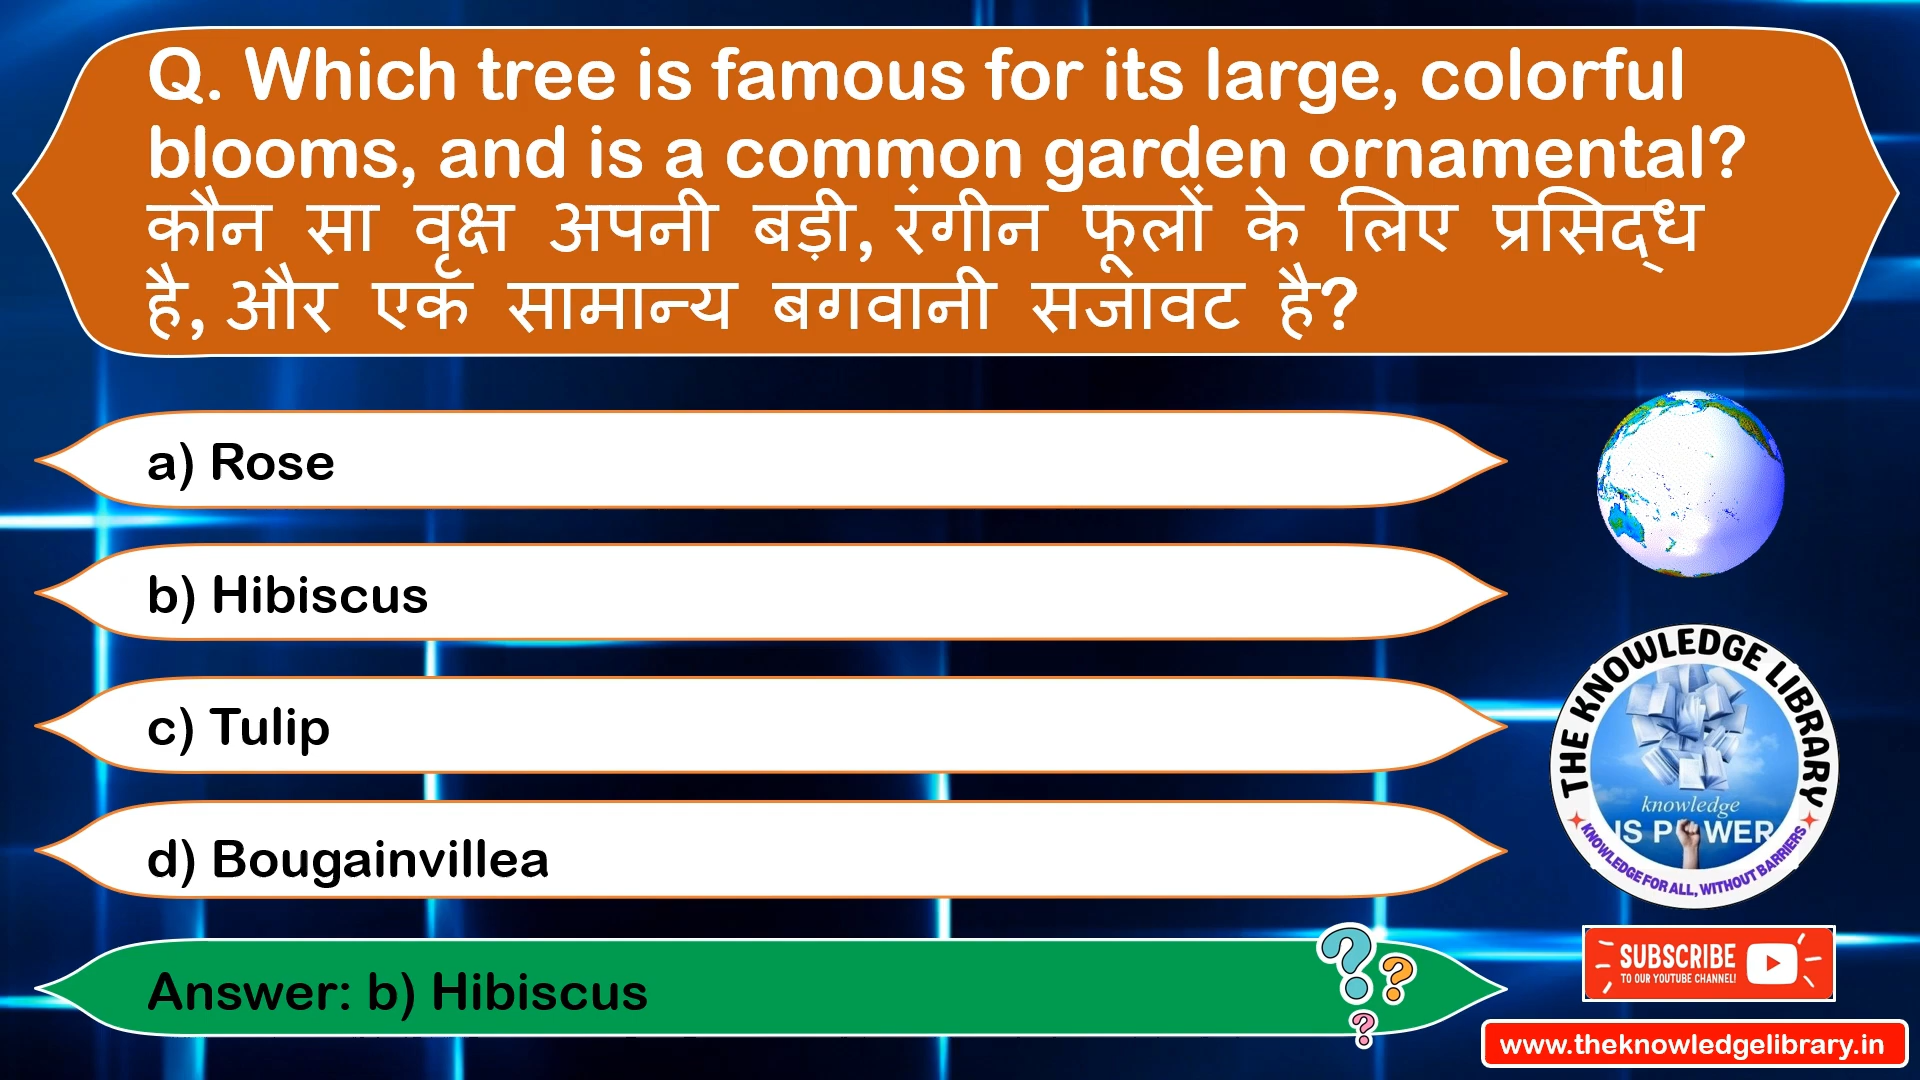 Q. Which tree is famous for its large, colorful
blooms, and is a common garden ornamental?
कौन सा वृक्ष अपनी बड़ी, रंगीन फूलों के लिए प्रसिद्ध
है, और एक सामान्य बगवानी सजावट है?
a) Rose
b) Hibiscus
c) Tulip
d) Bougainvillea
Answer: b) Hibiscus
THE KNOWLEDGE LIBRARY
knowledge
IS POWER
KNOWLEDGE FOR ALL, WITHOUT BARRIERS
SUBSCRIBE
TO OUR YOUTUBE CHANNEL!
www.theknowledgelibrary.in